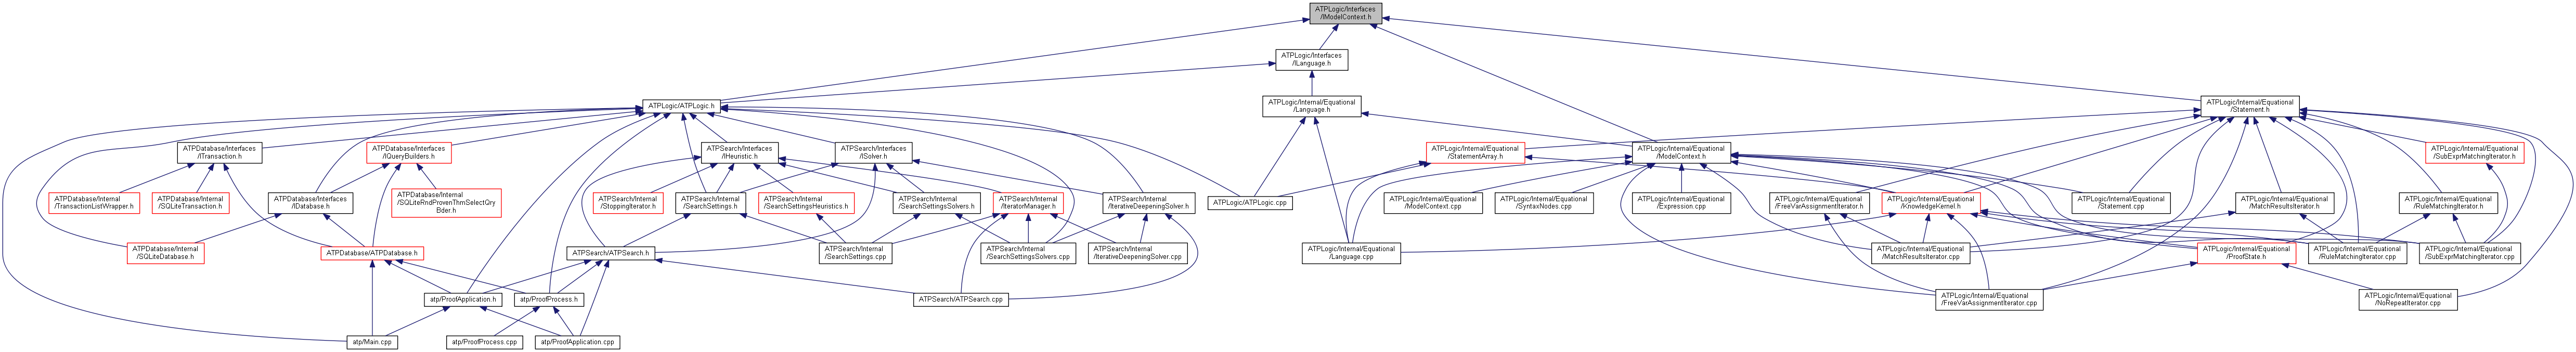 ATPLogic/Interfaces
/IModelContext.h
ATPLogic/Interfaces
/ILanguage.h
ATPLogic/ATPLogic.h
ATPLogic/Internal/Equational
/Language.h
ATPLogic/Internal/Equational
/Statement.h
ATPDatabase/Interfaces
/ITransaction.h
ATPDatabase/Interfaces
/IQueryBuilders.h
ATPSearch/Interfaces
/IHeuristic.h
ATPSearch/Interfaces
/ISolver.h
ATPLogic/Internal/Equational
/StatementArray.h
ATPLogic/Internal/Equational
/ModelContext.h
ATPLogic/Internal/Equational
/SubExprMatchingIterator.h
ATPDatabase/Internal
/TransactionListWrapper.h
ATPDatabase/Internal
/SQLiteTransaction.h
ATPDatabase/Interfaces
/IDatabase.h
ATPDatabase/Internal
/SQLiteRndProvenThmSelectQry
Elder.h
ATPSearch/Internal
/StoppingIterator.h
ATPSearch/Internal
/SearchSettings.h
ATPSearch/Internal
/SearchSettingsHeuristics.h
ATPSearch/Internal
/SearchSettingsSolvers.h
ATPSearch/Internal
/IteratorManager.h
ATPSearch/Internal
/IterativeDeepeningSolver.h
ATPLogic/ATPLogic.cpp
ATPLogic/Internal/Equational
/ModelContext.cpp
ATPLogic/Internal/Equational
/SyntaxNodes.cpp
ATPLogic/Internal/Equational
/Expression.cpp
ATPLogic/Internal/Equational
/FreeVarAssignmentIterator.h
ATPLogic/Internal/Equational
/KnowledgeKernel.h
ATPLogic/Internal/Equational
/Statement.cpp
ATPLogic/Internal/Equational
/MatchResultsIterator.h
ATPLogic/Internal/Equational
/RuleMatchingIterator.h
ATPDatabase/Internal
/SQLiteDatabase.h
ATPDatabase/ATPDatabase.h
ATPSearch/ATPSearch.h
ATPSearch/Internal
/SearchSettings.cpp
ATPSearch/Internal
/SearchSettingsSolvers.cpp
ATPSearch/Internal
/IterativeDeepeningSolver.cpp
ATPLogic/Internal/Equational
/Language.cpp
ATPLogic/Internal/Equational
/MatchResultsIterator.cpp
ATPLogic/Internal/Equational
/ProofState.h
ATPLogic/Internal/Equational
/RuleMatchingIterator.cpp
ATPLogic/Internal/Equational
/SubExprMatchingIterator.cpp
atp/ProofApplication.h
atp/ProofProcess.h
ATPSearch/ATPSearch.cpp
ATPLogic/Internal/Equational
/FreeVarAssignmentIterator.cpp
ATPLogic/Internal/Equational
/NoRepeatIterator.cpp
atp/Main.cpp
atp/ProofProcess.cpp
atp/ProofApplication.cpp